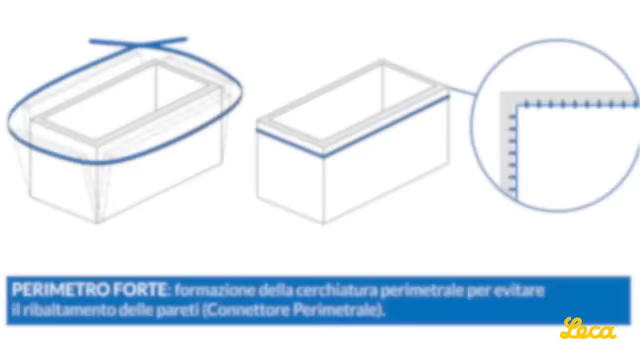 PERIMETRO FORTE: formazione della cerchiatura perimetrale per evitare
il ribaltamento delle pareti (Connettore Perimetrale).
Leca